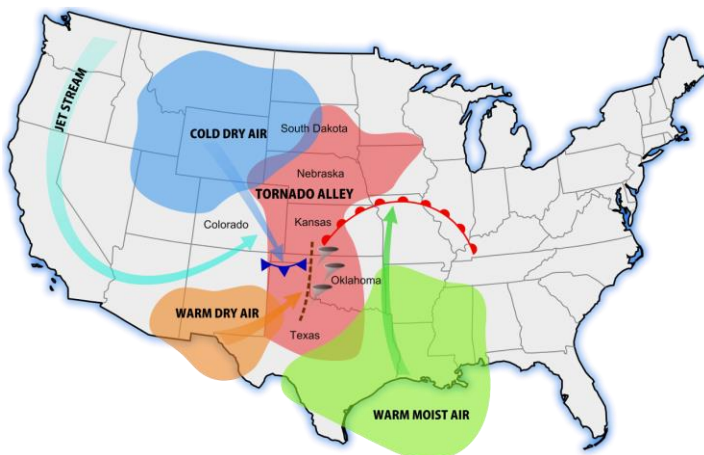 JET STREAM
COLD DRY AIR
South Dakota
Nebraska
TORNADO ALLEY
Colorado
Kansas
Oklahoma
WARM DRY AIR
Texas
WARM MOIST AIR